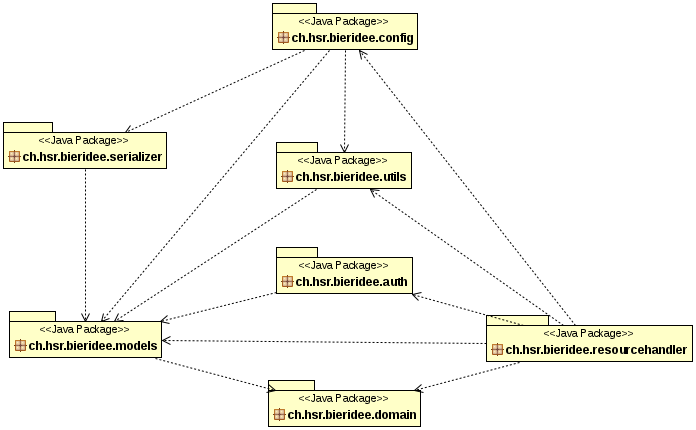 <<Java Package>>
ch.hsr.bieridee.config
<<Java Package>>
ch.hsr.bieridee.serializer
<<Java Package>>
ch.hsr.bieridee.utils
<<Java Package>>
ch.hsr.bieridee.auth
<<Java Package>>
ch.hsr.bieridee.models
<<Java Package>>
ch.hsr.bieridee.resourcehandler
<<Java Package>>
ch.hsr.bieridee.domain